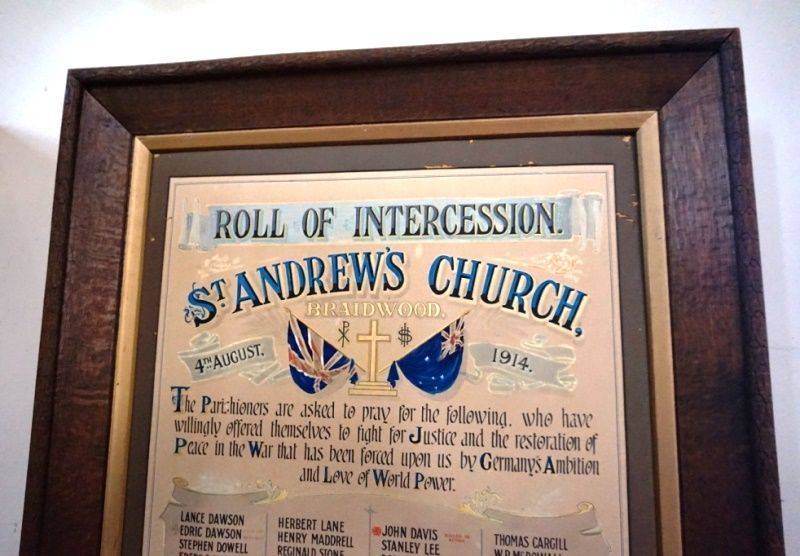 ROLL OF INTERCESSION.
ST ANDREW'S CHURCH,
BRAIDWOOD.
4TH AUGUST. 1914.
The Parishioners are asked to pray for the following, who have
willingly offered themselves to fight for Justice and the restoration of
Peace in the War that has been forced upon us by Germany's Ambition
and Love of World Power.
LANCE DAWSON
EDRIC DAWSON
STEPHEN DOWELL
HERBERT LANE
HENRY MADDRELL
REGINALD STONE
JOHN DAVIS
STANLEY LEE
THOMAS CARGILL